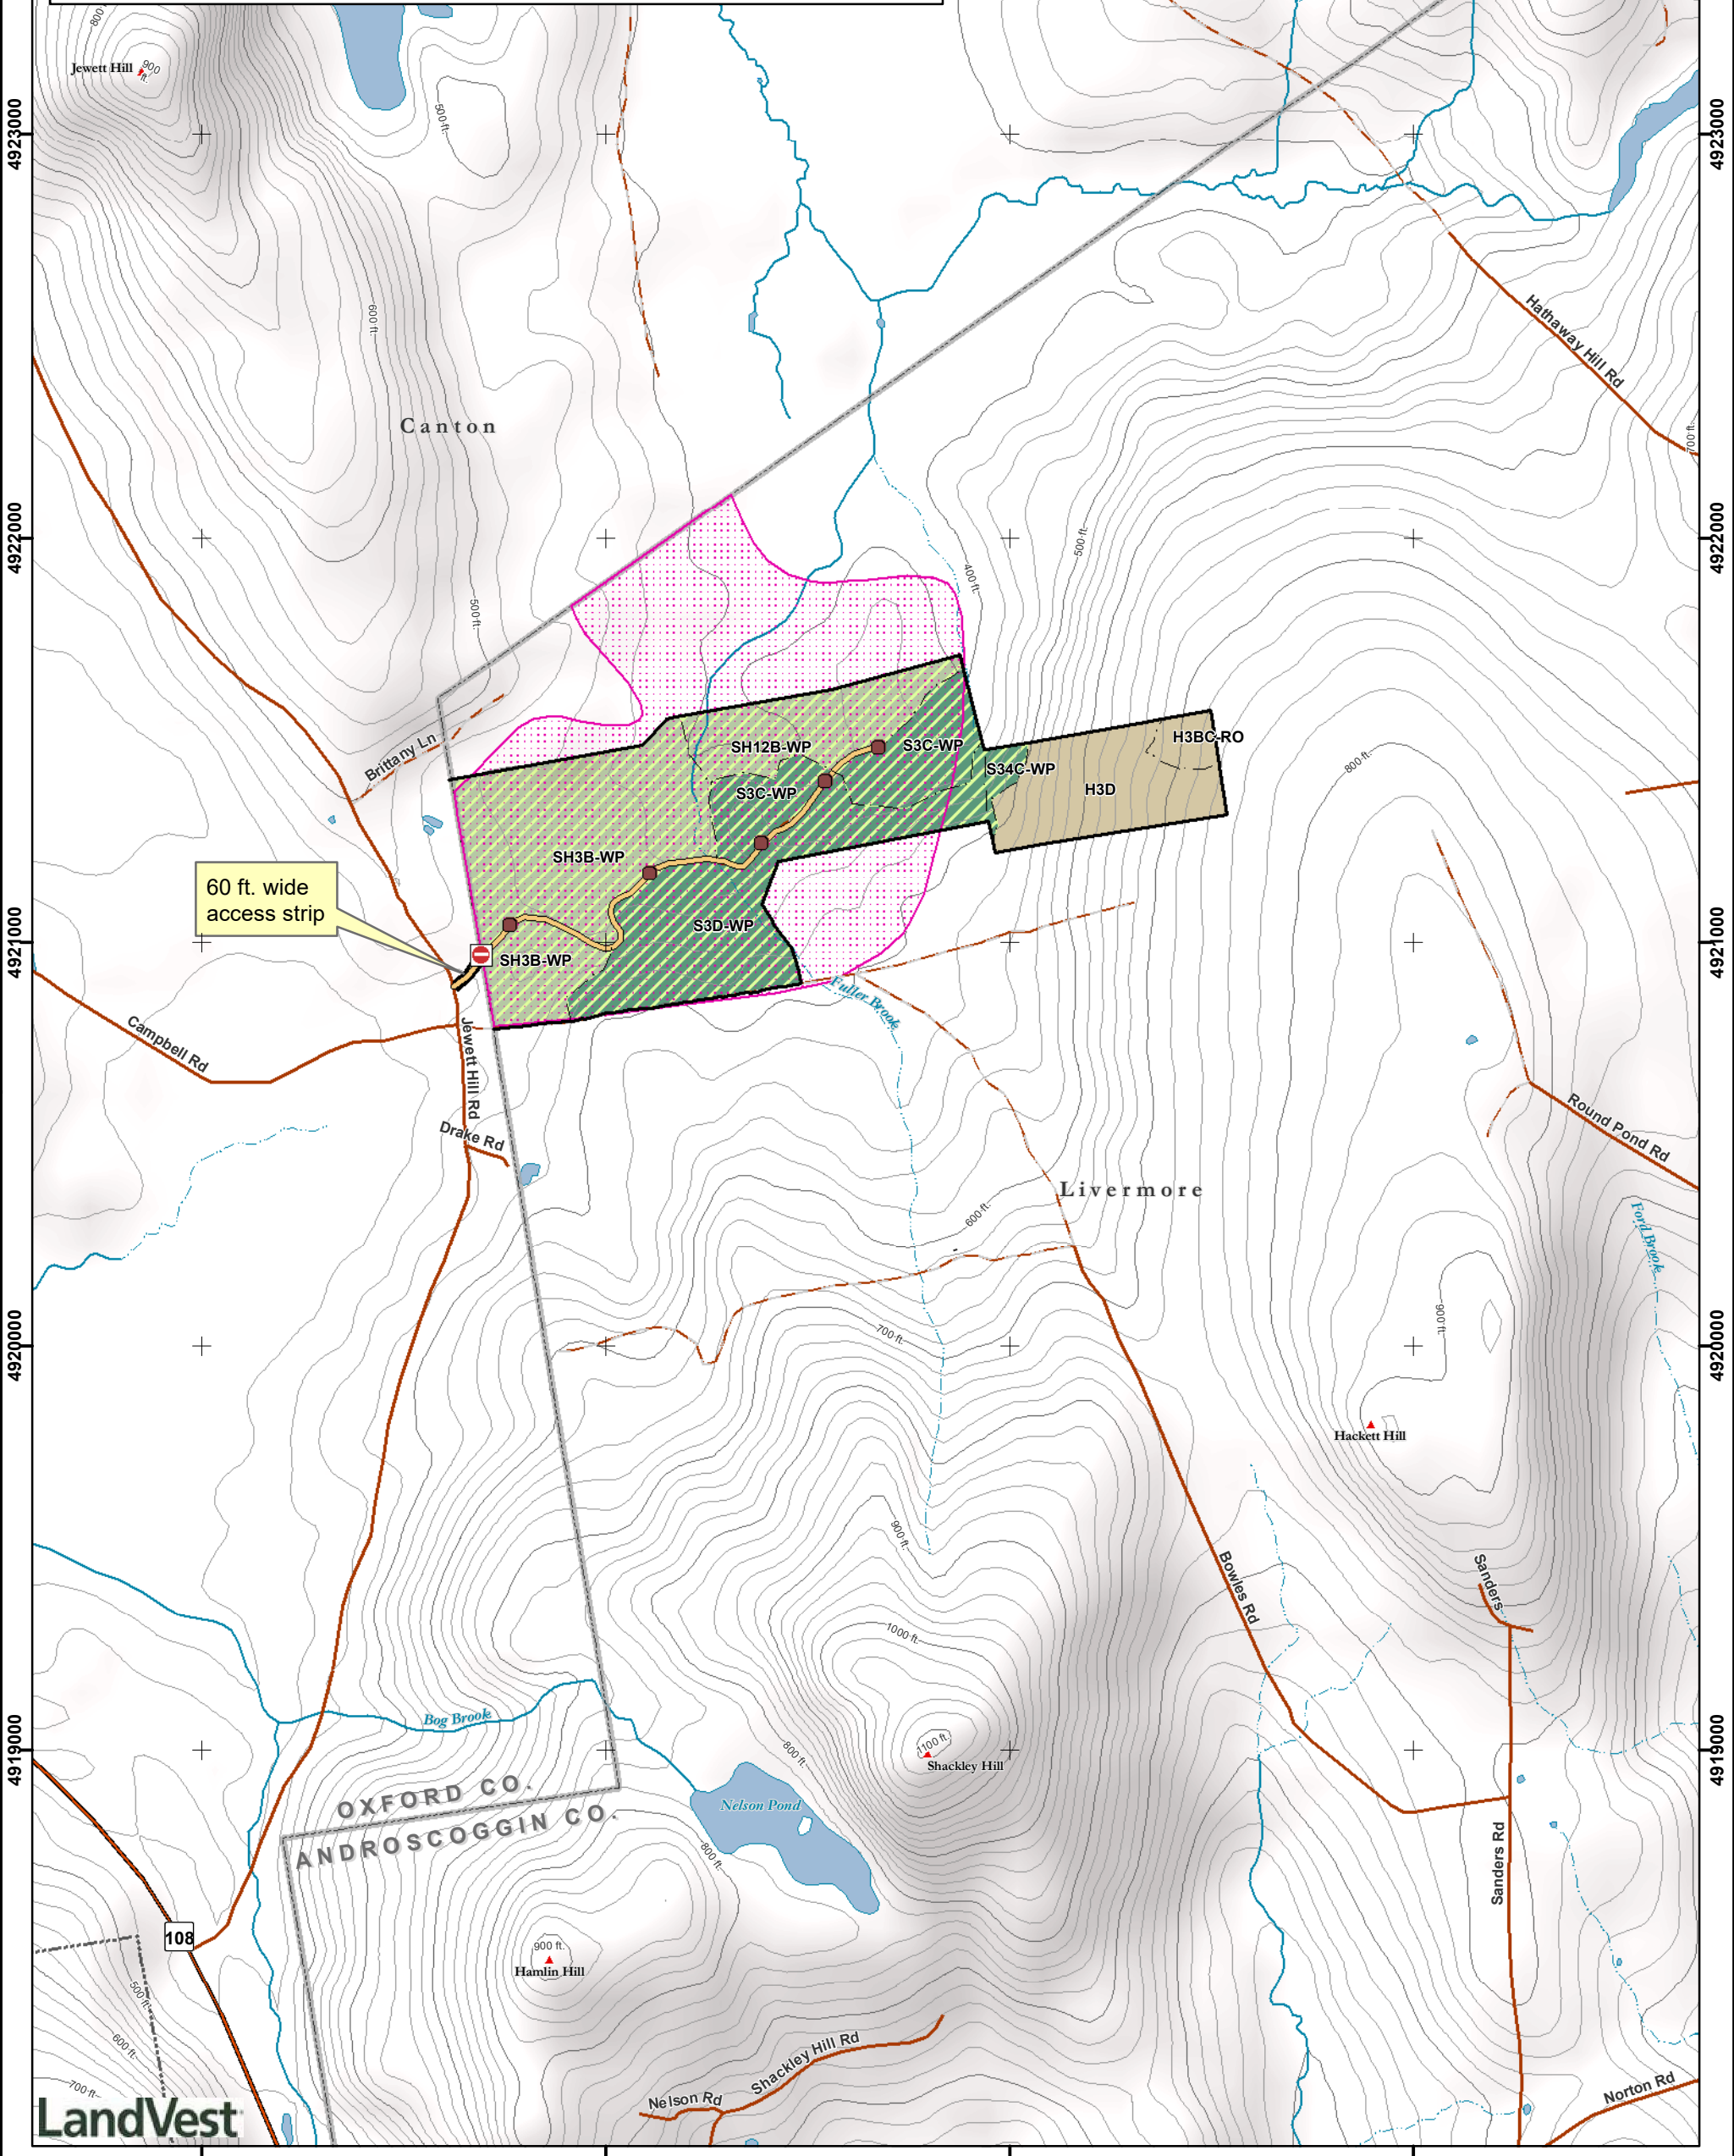 800
Jewett Hill
900
ft.
500 ft.
4923000
4923000
600 ft.
Hathaway Hill Rd
700 ft.
Canton
4922000
4922000
500 ft.
400 ft.
500 ft.
Brittany Ln
SH12B-WP
S3C-WP
H3BC-RO
S34C-WP
800 ft.
S3C-WP
H3D
SH3B-WP
60 ft. wide
access strip
S3D-WP
4921000
4921000
SH3B-WP
Fuller Brook
Campbell Rd
Jewett Hill Rd
Drake Rd
Round Pond Rd
Livermore
600 ft.
Ford Brook
4920000
4920000
700 ft.
900 ft.
Hackett Hill
900 ft.
Bowles Rd
Sanders
1000 ft.
Bog Brook
4919000
4919000
1100 ft.
800 ft.
Shackley Hill
OXFORD CO.
Nelson Pond
ANDROSCOGGIN CO.
800 ft.
Sanders Rd
108
900 ft.
Hamlin Hill
500 ft.
600 ft.
Shackley Hill Rd
700 ft.
Nelson Rd
Norton Rd
LandVest